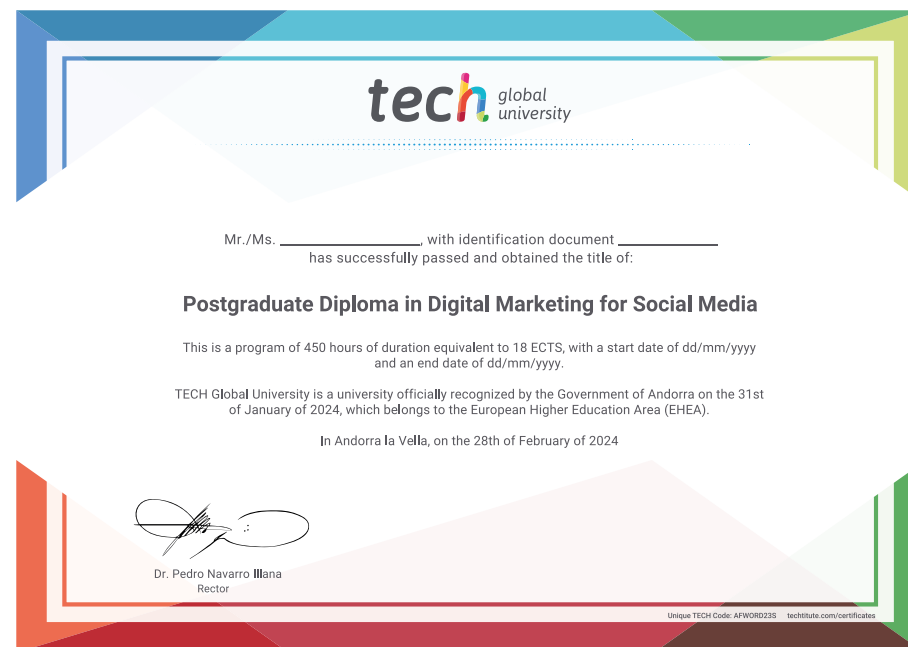 tech global university
Mr./Ms. ____________________, with identification document ______________
has successfully passed and obtained the title of:
Postgraduate Diploma in Digital Marketing for Social Media
This is a program of 450 hours of duration equivalent to 18 ECTS, with a start date of dd/mm/yyyy
and an end date of dd/mm/yyyy.
TECH Global University is a university officially recognized by the Government of Andorra on the 31st
of January of 2024, which belongs to the European Higher Education Area (EHEA).
In Andorra la Vella, on the 28th of February of 2024
Dr. Pedro Navarro Illana
Rector
Unique TECH Code: AFWORD23S techtitute.com/certificates